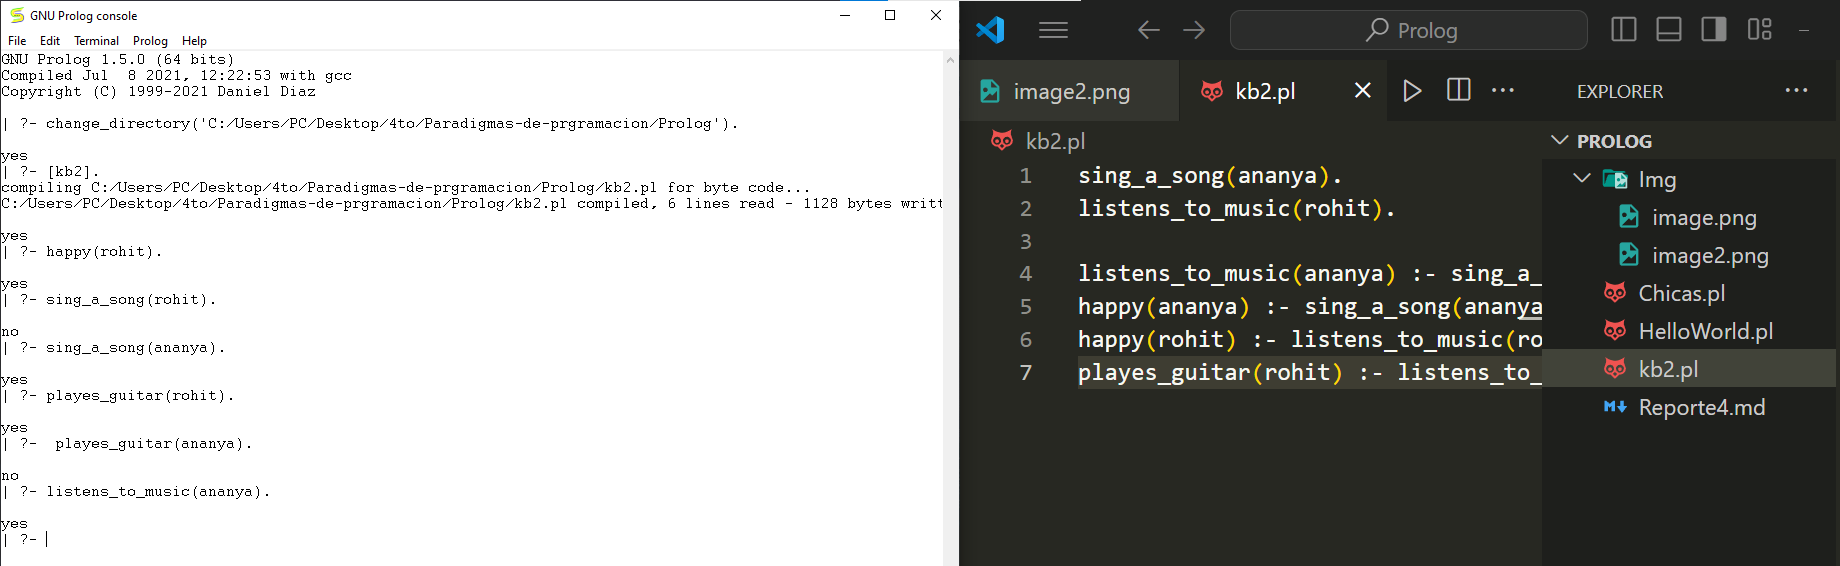 GNU Prolog console
File Edit Terminal Prolog Help
GNU Prolog 1.5.0 (64 bits)
Compiled Jul  8 2021, 12:22:53 with gcc
Copyright (C) 1999-2021 Daniel Diaz
| ?- change_directory('C:/Users/PC/Desktop/4to/Paradigmas-de-prgramacion/Prolog').
yes
| ?- [kb2].
compiling C:/Users/PC/Desktop/4to/Paradigmas-de-prgramacion/Prolog/kb2.pl for byte code...
C:/Users/PC/Desktop/4to/Paradigmas-de-prgramacion/Prolog/kb2.pl compiled, 6 lines read - 1128 bytes writt
yes
| ?- happy(rohit).
yes
| ?- sing_a_song(rohit).
no
| ?- sing_a_song(ananya).
yes
| ?- playes_guitar(rohit).
yes
| ?-  playes_guitar(ananya).
no
| ?- listens_to_music(ananya).
yes
| ?-
Prolog
image2.png kb2.pl
kb2.pl
1 sing_a_song(ananya).
2 listens_to_music(rohit).
3
4 listens_to_music(ananya) :- sing_a_
5 happy(ananya) :- sing_a_song(ananya
6 happy(rohit) :- listens_to_music(ro
7 playes_guitar(rohit) :- listens_to_
EXPLORER
PROLOG
Img
image.png
image2.png
Chicas.pl
HelloWorld.pl
kb2.pl
Reporte4.md